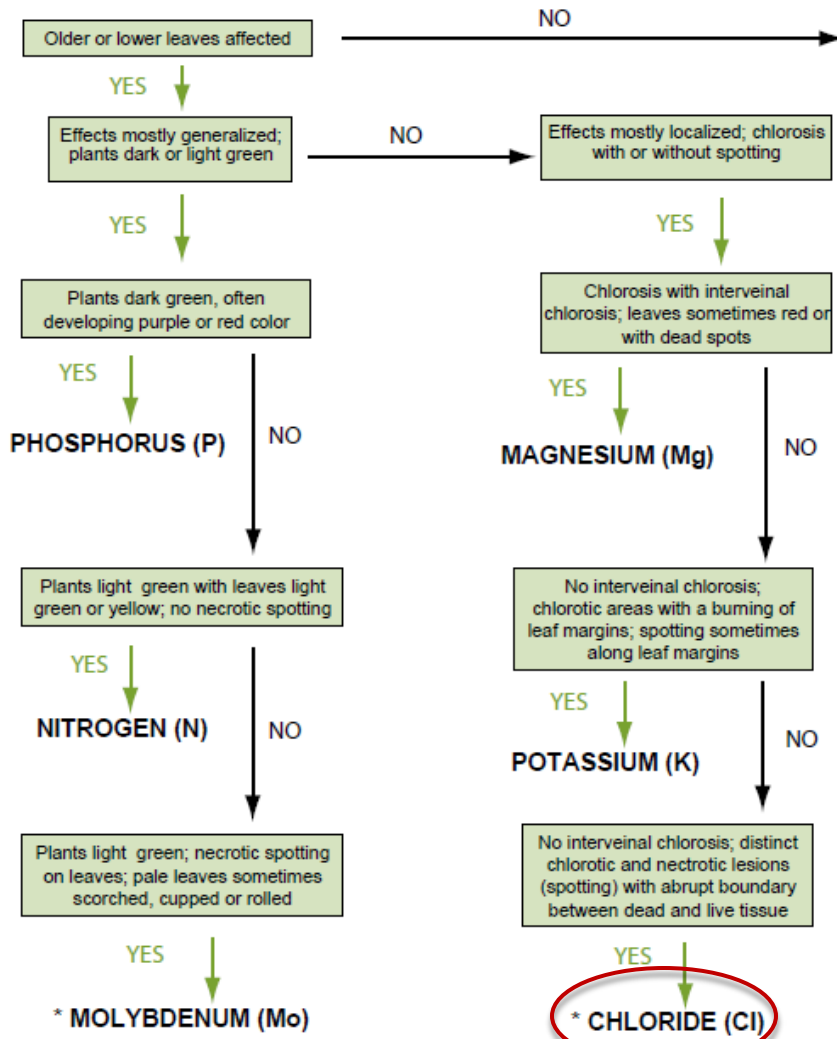 Older or lower leaves affected
NO
YES
Effects mostly generalized;
plants dark or light green
NO
Effects mostly localized; chlorosis
with or without spotting
YES
YES
Plants dark green, often
developing purple or red color
Chlorosis with interveinal
chlorosis; leaves sometimes red or
with dead spots
YES
PHOSPHORUS (P)
NO
YES
MAGNESIUM (Mg)
NO
Plants light green with leaves light
green or yellow; no necrotic spotting
No interveinal chlorosis;
chlorotic areas with a burning of
leaf margins; spotting sometimes
along leaf margins
YES
NITROGEN (N)
NO
YES
POTASSIUM (K)
NO
Plants light green; necrotic spotting
on leaves; pale leaves sometimes
scorched, cupped or rolled
No interveinal chlorosis; distinct
chlorotic and nectrotic lesions
(spotting) with abrupt boundary
between dead and live tissue
YES
* MOLYBDENUM (Mo)
YES
* CHLORIDE (Cl)